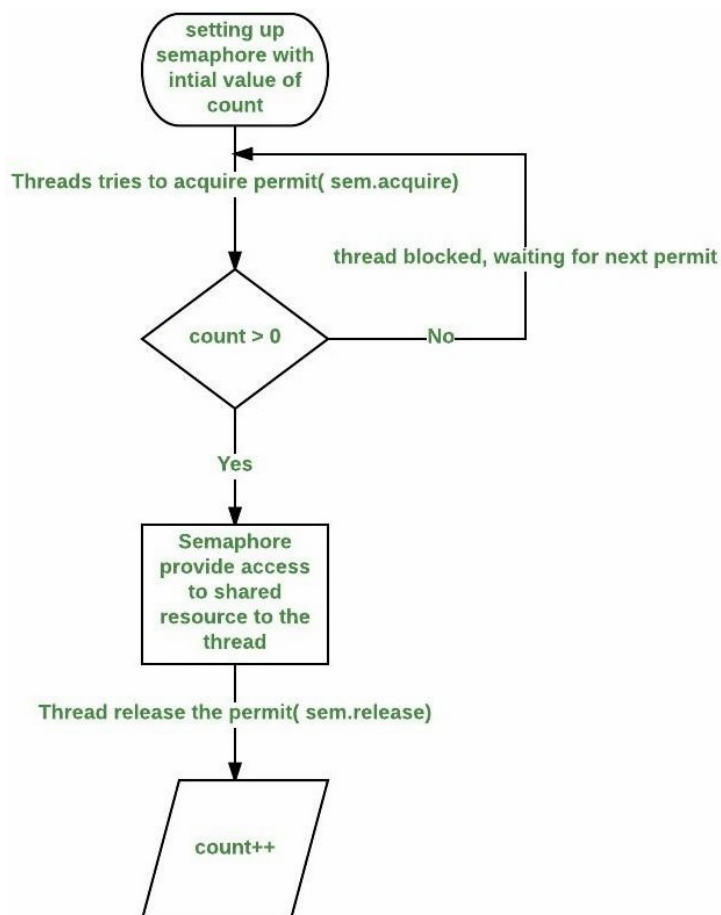 setting up
semaphore with
intial value of
count
Threads tries to acquire permit( sem.acquire)
thread blocked, waiting for next permit
count > 0
No
Yes
Semaphore
provide access
to shared
resource to the
thread
Thread release the permit( sem.release)
count++